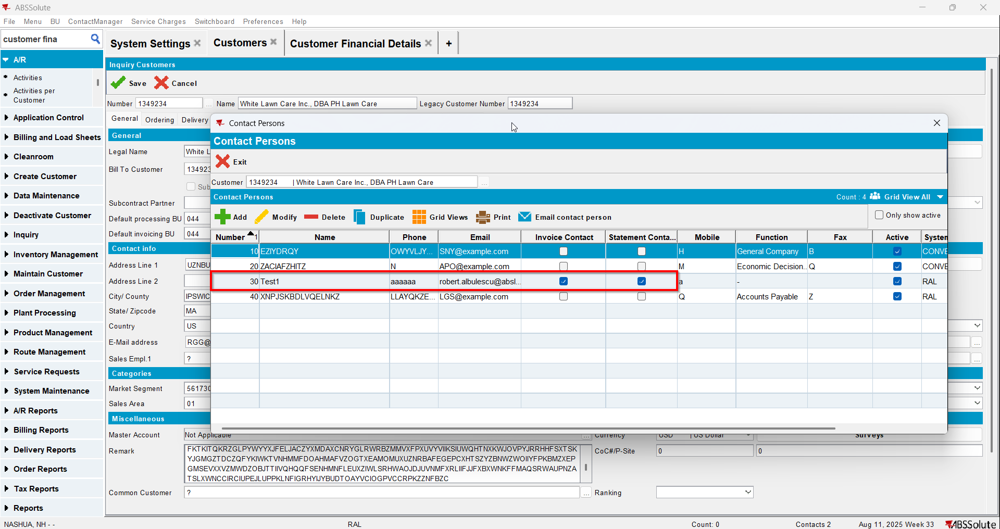 ABSSolute
File Menu BU ContactManager Service Charges Switchboard Preferences Help
customer fina
System Settings Customers Customer Financial Details +
A/R
Activities
Activities per
Customer
Application Control
Billing and Load Sheets
Cleanroom
Create Customer
Data Maintenance
Deactivate Customer
Inquiry
Inventory Management
Maintain Customer
Order Management
Plant Processing
Product Management
Route Management
Service Requests
System Maintenance
A/R Reports
Billing Reports
Delivery Reports
Order Reports
Tax Reports
Reports
Inquiry Customers
Save Cancel
Number 1349234 ... Name White Lawn Care Inc., DBA PH Lawn Care Legacy Customer Number 1349234
General Ordering Delivery
General
Legal Name White L
Bill To Customer 134923
Sub
Subcontract Partner
Default processing BU 044
Default invoicing BU 044
Contact info
Address Line 1 UZNBU
Address Line 2
City/ County IPSWIC
State/ Zipcode MA
Country US
E-Mail address RGG@
Sales Empl.1 ?
Categories
Market Segment 561730
Sales Area 01
Miscellaneous
Contact Persons
Contact Persons
Exit
Customer 1349234 | White Lawn Care Inc., DBA PH Lawn Care ...
Contact Persons Count : 4 Grid View All
Add Modify Delete Duplicate Grid Views Print Email contact person Only show active
Number 1 Name Phone Email Invoice Contact Statement Conta... Mobile Function Fax Active System
10 EZIYDRQY OWYVLJY... SNY@example.com H General Company B CONVE
20 ZACIAFZHITZ N APO@example.com M Economic Decision.. Q CONVE
30 Test1 aaaaaa robert.albulescu@absl... a - RAL
40 XNPJSKBDLVQELNKZ LLAYQKZE... LGS@example.com Q Accounts Payable Z RAL
Master Account Not Applicable ... Currency USD | US Dollar Surveys
Remark
FKTKITQKRZGLPYWYYXJFELJACZYXMDAXCNRYGLRWRBZMMVXFPXUVYVIIKSIUWQHTNXKWJOVPYJRRHHFSXTSK
YJGMGZTDCZQFYKIWKTVNHMMFDOAHMAFVZOGTXEAMOMUXUZNRBAFEGEPCXHTSZYZBNWZWOIIYFPKBMZXEP
GMSEVXXVZMWDZOBJTTIIVQHQQFSENHMNFLEUXZIWLSRHWAOJDJUVNMFXRLIIFJJFXBXWNKFFMAQSRWAUPNZA
TSLXWNCCIRCIUPEJLUPPKLNFIGRHYIJYBUDTOAYVCIOGPVCCRPKZZNFBZC
CoC#/P-Site 0 0
Common Customer ? ... Ranking
NASHUA, NH - - RAL Count: 0 Contacts 2 Aug 11, 2025 Week 33 ABSSolute